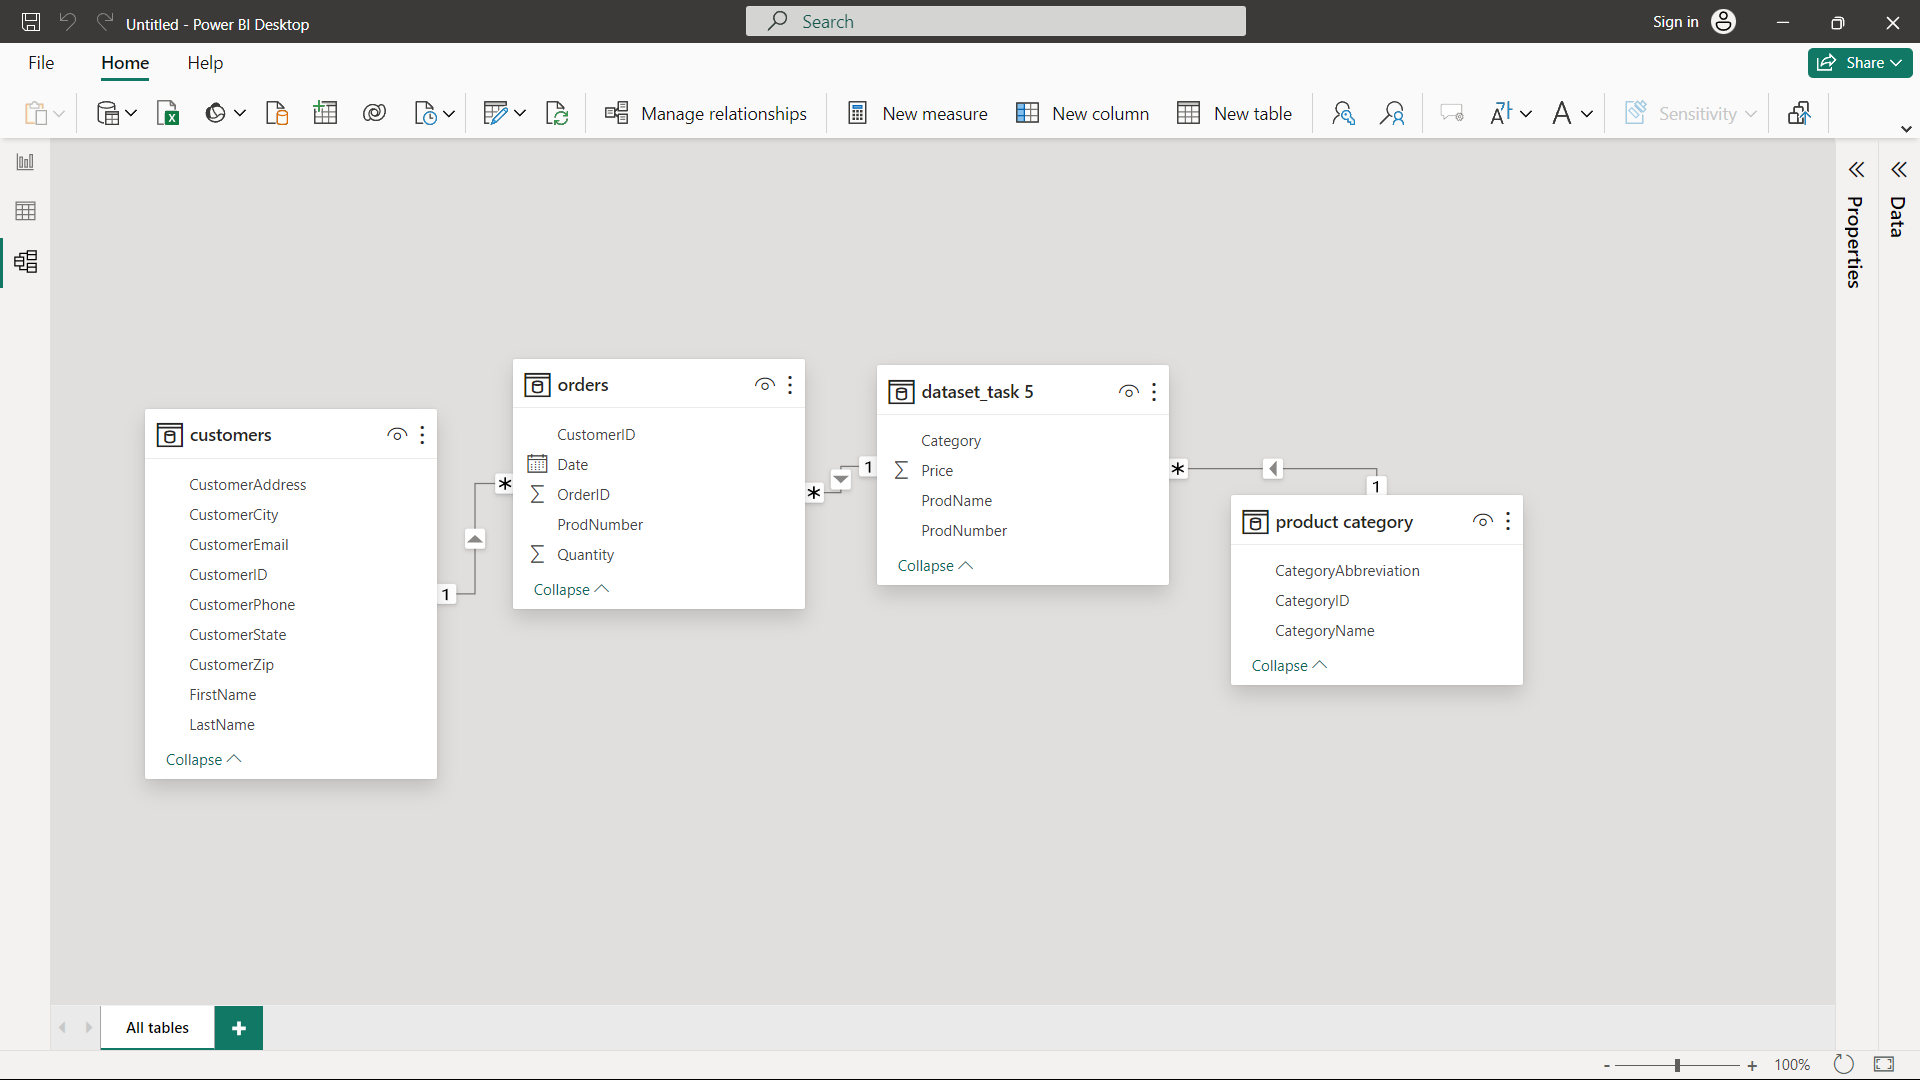 Untitled - Power BI Desktop
Search
Sign in
File
Home
Help
Share
Manage relationships
New measure
New column
New table
Sensitivity
Properties
Data
customers
CustomerAddress
CustomerCity
CustomerEmail
CustomerID
CustomerPhone
CustomerState
CustomerZip
FirstName
LastName
Collapse
1
*
orders
CustomerID
Date
OrderID
ProdNumber
Quantity
Collapse
*
1
dataset_task 5
Category
Price
ProdName
ProdNumber
Collapse
*
1
product category
CategoryAbbreviation
CategoryID
CategoryName
Collapse
All tables
+
- + 100%